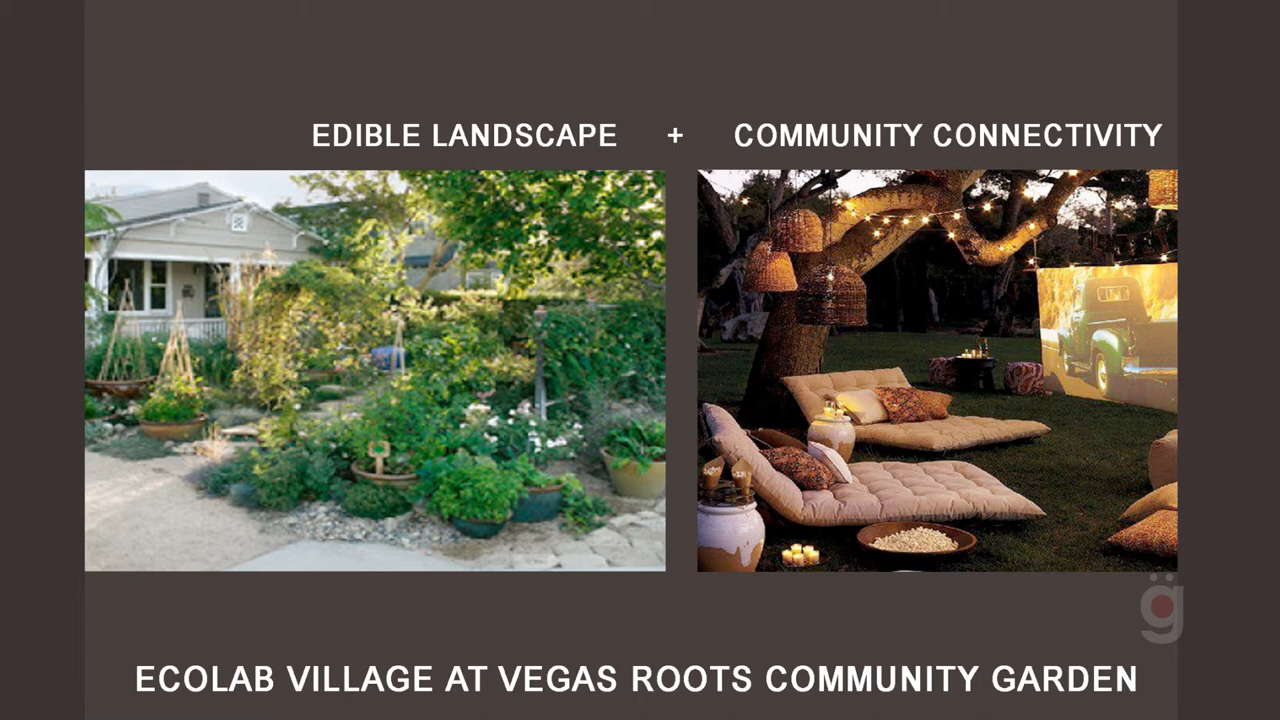 EDIBLE LANDSCAPE + COMMUNITY CONNECTIVITY
g̈
ECOLAB VILLAGE AT VEGAS ROOTS COMMUNITY GARDEN